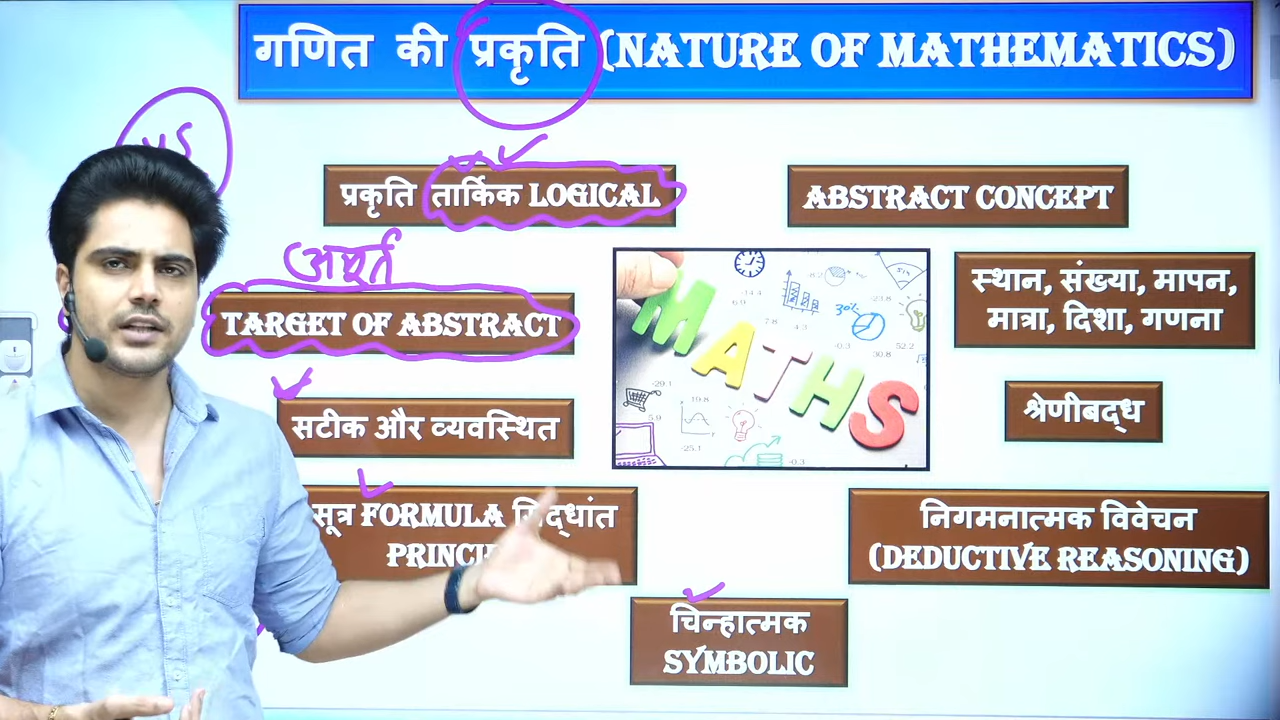 गणित की प्रकृति (NATURE OF MATHEMATICS)
प्रकृति तार्किक LOGICAL
ABSTRACT CONCEPT
TARGET OF ABSTRACT
स्थान, संख्या, मापन,
मात्रा, दिशा, गणना
सटीक और व्यवस्थित
श्रेणीबद्ध
सूत्र FORMULA सिद्धांत
निगमनात्मक विवेचन
(DEDUCTIVE REASONING)
चिन्हात्मक
SYMBOLIC
MATHS
30%